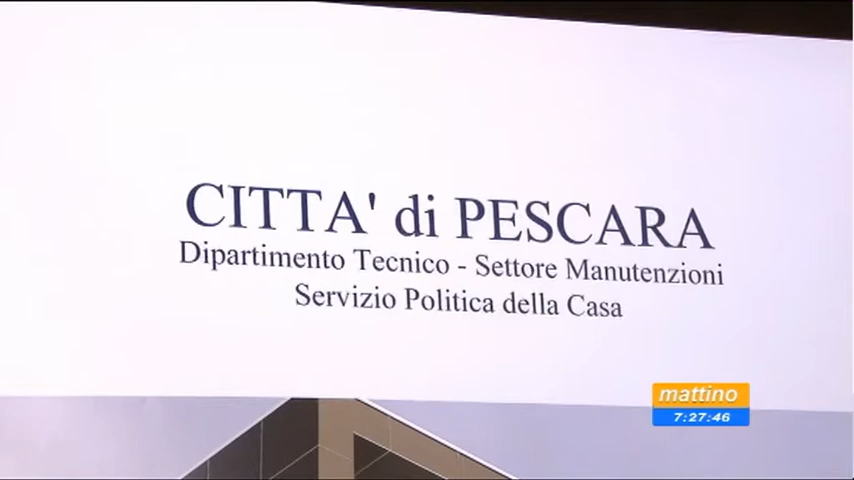 CITTA' di PESCARA
Dipartimento Tecnico - Settore Manutenzioni
Servizio Politica della Casa
mattino
7:27:46